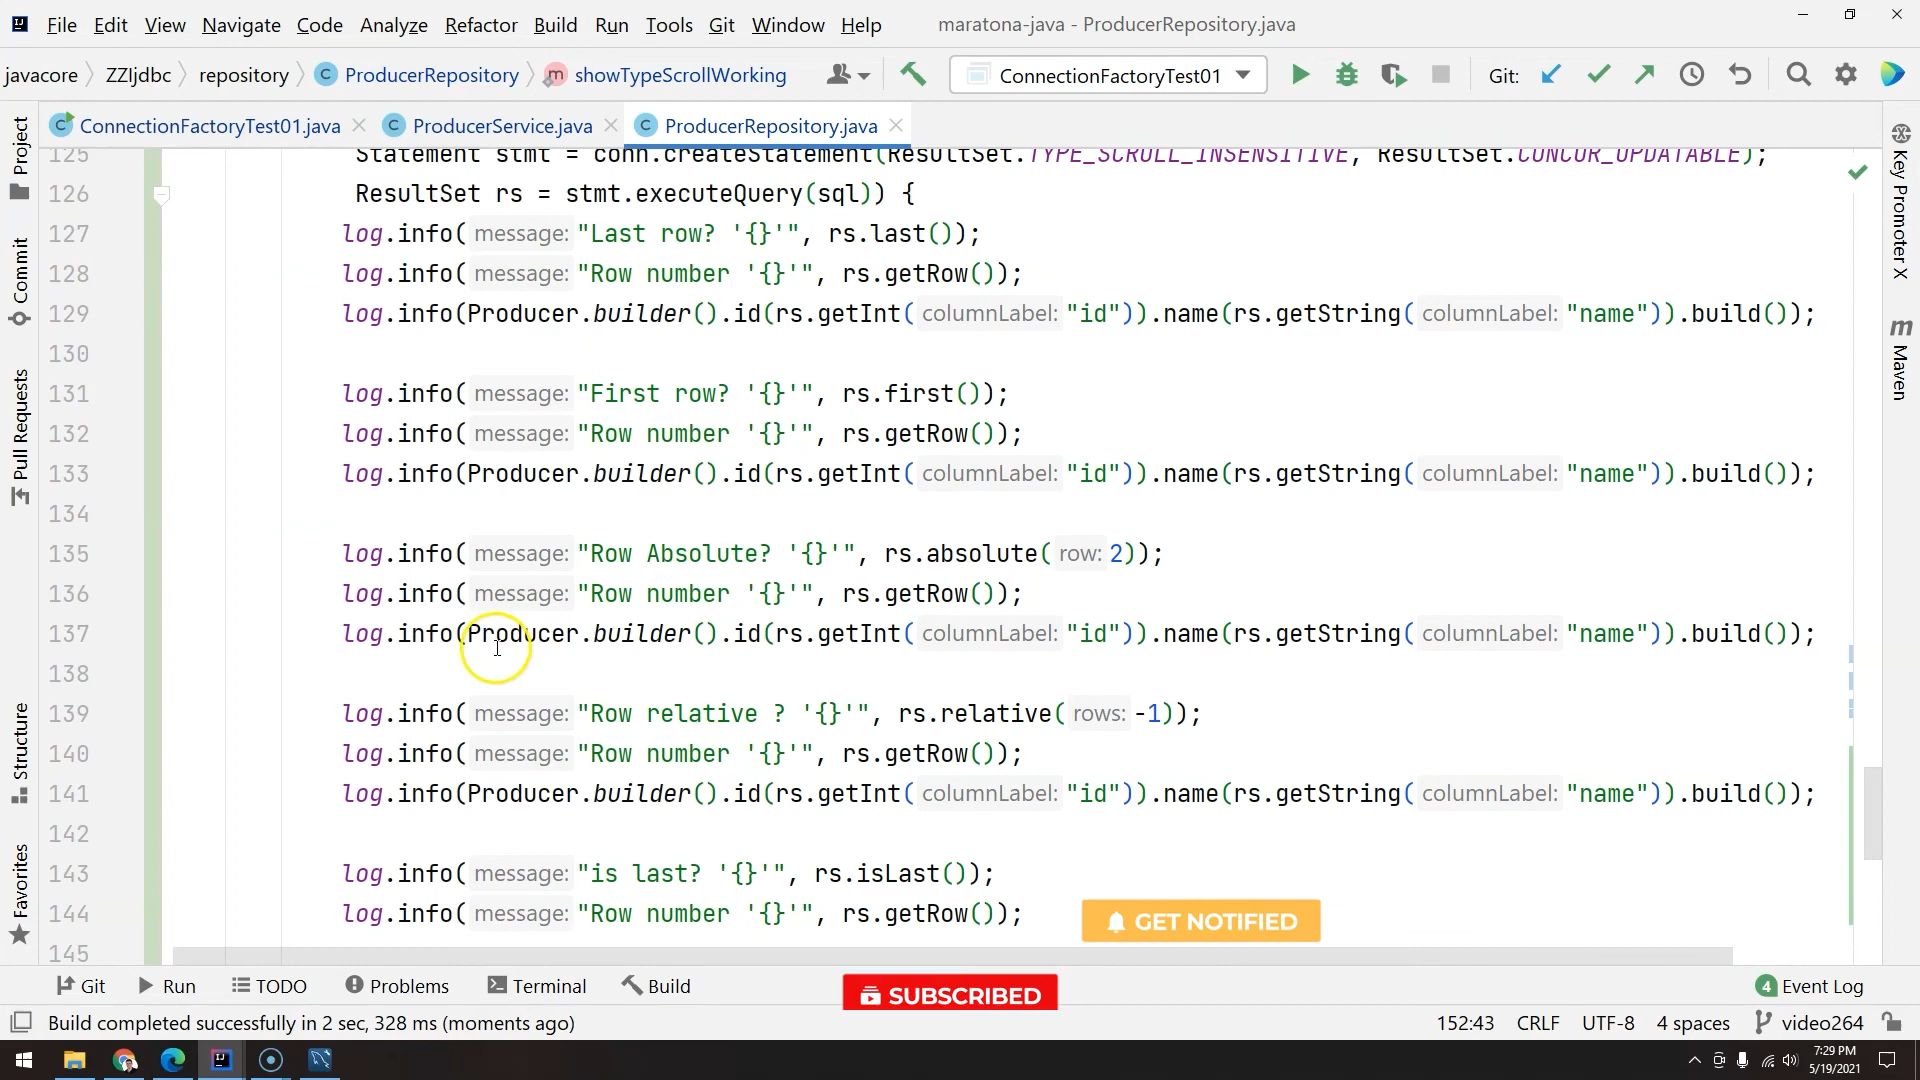 File Edit View Navigate Code Analyze Refactor Build Run Tools Git Window Help maratona-java - ProducerRepository.java
javacore ZZIjdbc repository ProducerRepository showTypeScrollWorking ConnectionFactoryTest01 Git:
ConnectionFactoryTest01.java ProducerService.java ProducerRepository.java
125 Statement stmt = conn.createStatement(ResultSet.TYPE_SCROLL_INSENSITIVE, ResultSet.CONCUR_UPDATABLE);
126 ResultSet rs = stmt.executeQuery(sql)) {
127 log.info( message: "Last row? '{}'", rs.last());
128 log.info( message: "Row number '{}'", rs.getRow());
129 log.info(Producer.builder().id(rs.getInt( columnLabel: "id")).name(rs.getString( columnLabel: "name")).build());
130
131 log.info( message: "First row? '{}'", rs.first());
132 log.info( message: "Row number '{}'", rs.getRow());
133 log.info(Producer.builder().id(rs.getInt( columnLabel: "id")).name(rs.getString( columnLabel: "name")).build());
134
135 log.info( message: "Row Absolute? '{}'", rs.absolute( row: 2));
136 log.info( message: "Row number '{}'", rs.getRow());
137 log.info(Producer.builder().id(rs.getInt( columnLabel: "id")).name(rs.getString( columnLabel: "name")).build());
138
139 log.info( message: "Row relative ? '{}'", rs.relative( rows: -1));
140 log.info( message: "Row number '{}'", rs.getRow());
141 log.info(Producer.builder().id(rs.getInt( columnLabel: "id")).name(rs.getString( columnLabel: "name")).build());
142
143 log.info( message: "is last? '{}'", rs.isLast());
144 log.info( message: "Row number '{}'", rs.getRow());
145
Project
Commit
Pull Requests
Structure
Favorites
Key Promoter X
Maven
GET NOTIFIED
Git Run TODO Problems Terminal Build SUBSCRIBED 4 Event Log
Build completed successfully in 2 sec, 328 ms (moments ago) 152:43 CRLF UTF-8 4 spaces video264
7:29 PM
5/19/2021